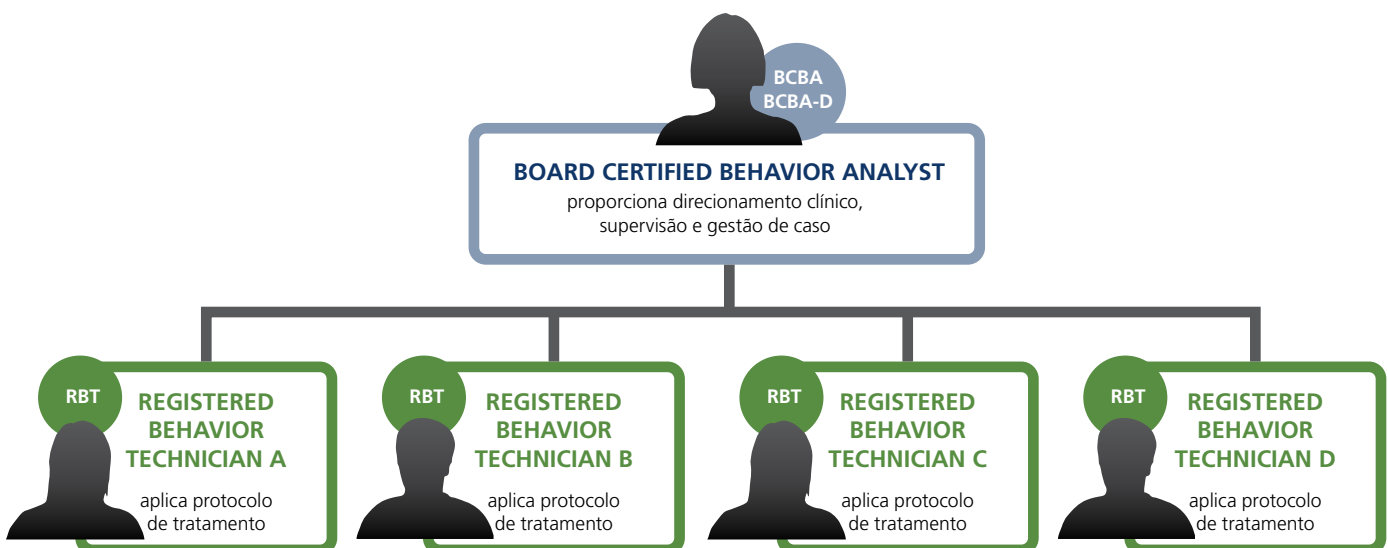 BCBA
BCBA-D
BOARD CERTIFIED BEHAVIOR ANALYST
proporciona direcionamento clínico,
supervisão e gestão de caso
RBT
REGISTERED
BEHAVIOR
TECHNICIAN A
aplica protocolo
de tratamento
RBT
REGISTERED
BEHAVIOR
TECHNICIAN B
aplica protocolo
de tratamento
RBT
REGISTERED
BEHAVIOR
TECHNICIAN C
aplica protocolo
de tratamento
RBT
REGISTERED
BEHAVIOR
TECHNICIAN D
aplica protocolo
de tratamento